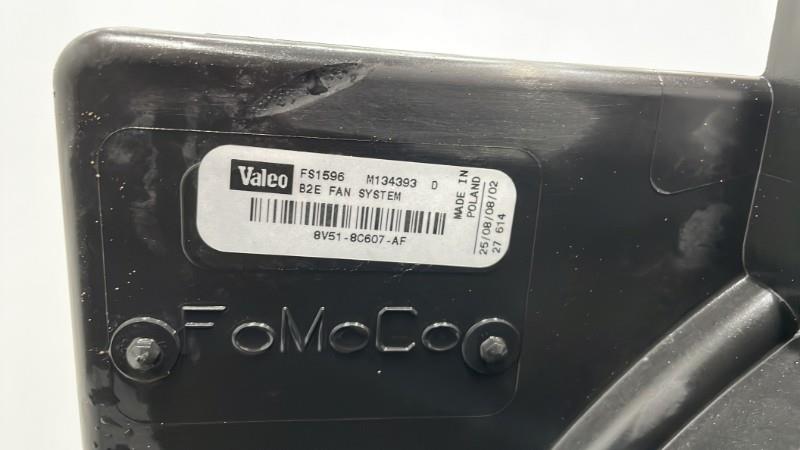 Valeo FS1596 M134393 D
B2E FAN SYSTEM
8V51-8C607-AF
MADE IN
POLAND
25/08/08/02
27 614
FoMoCo